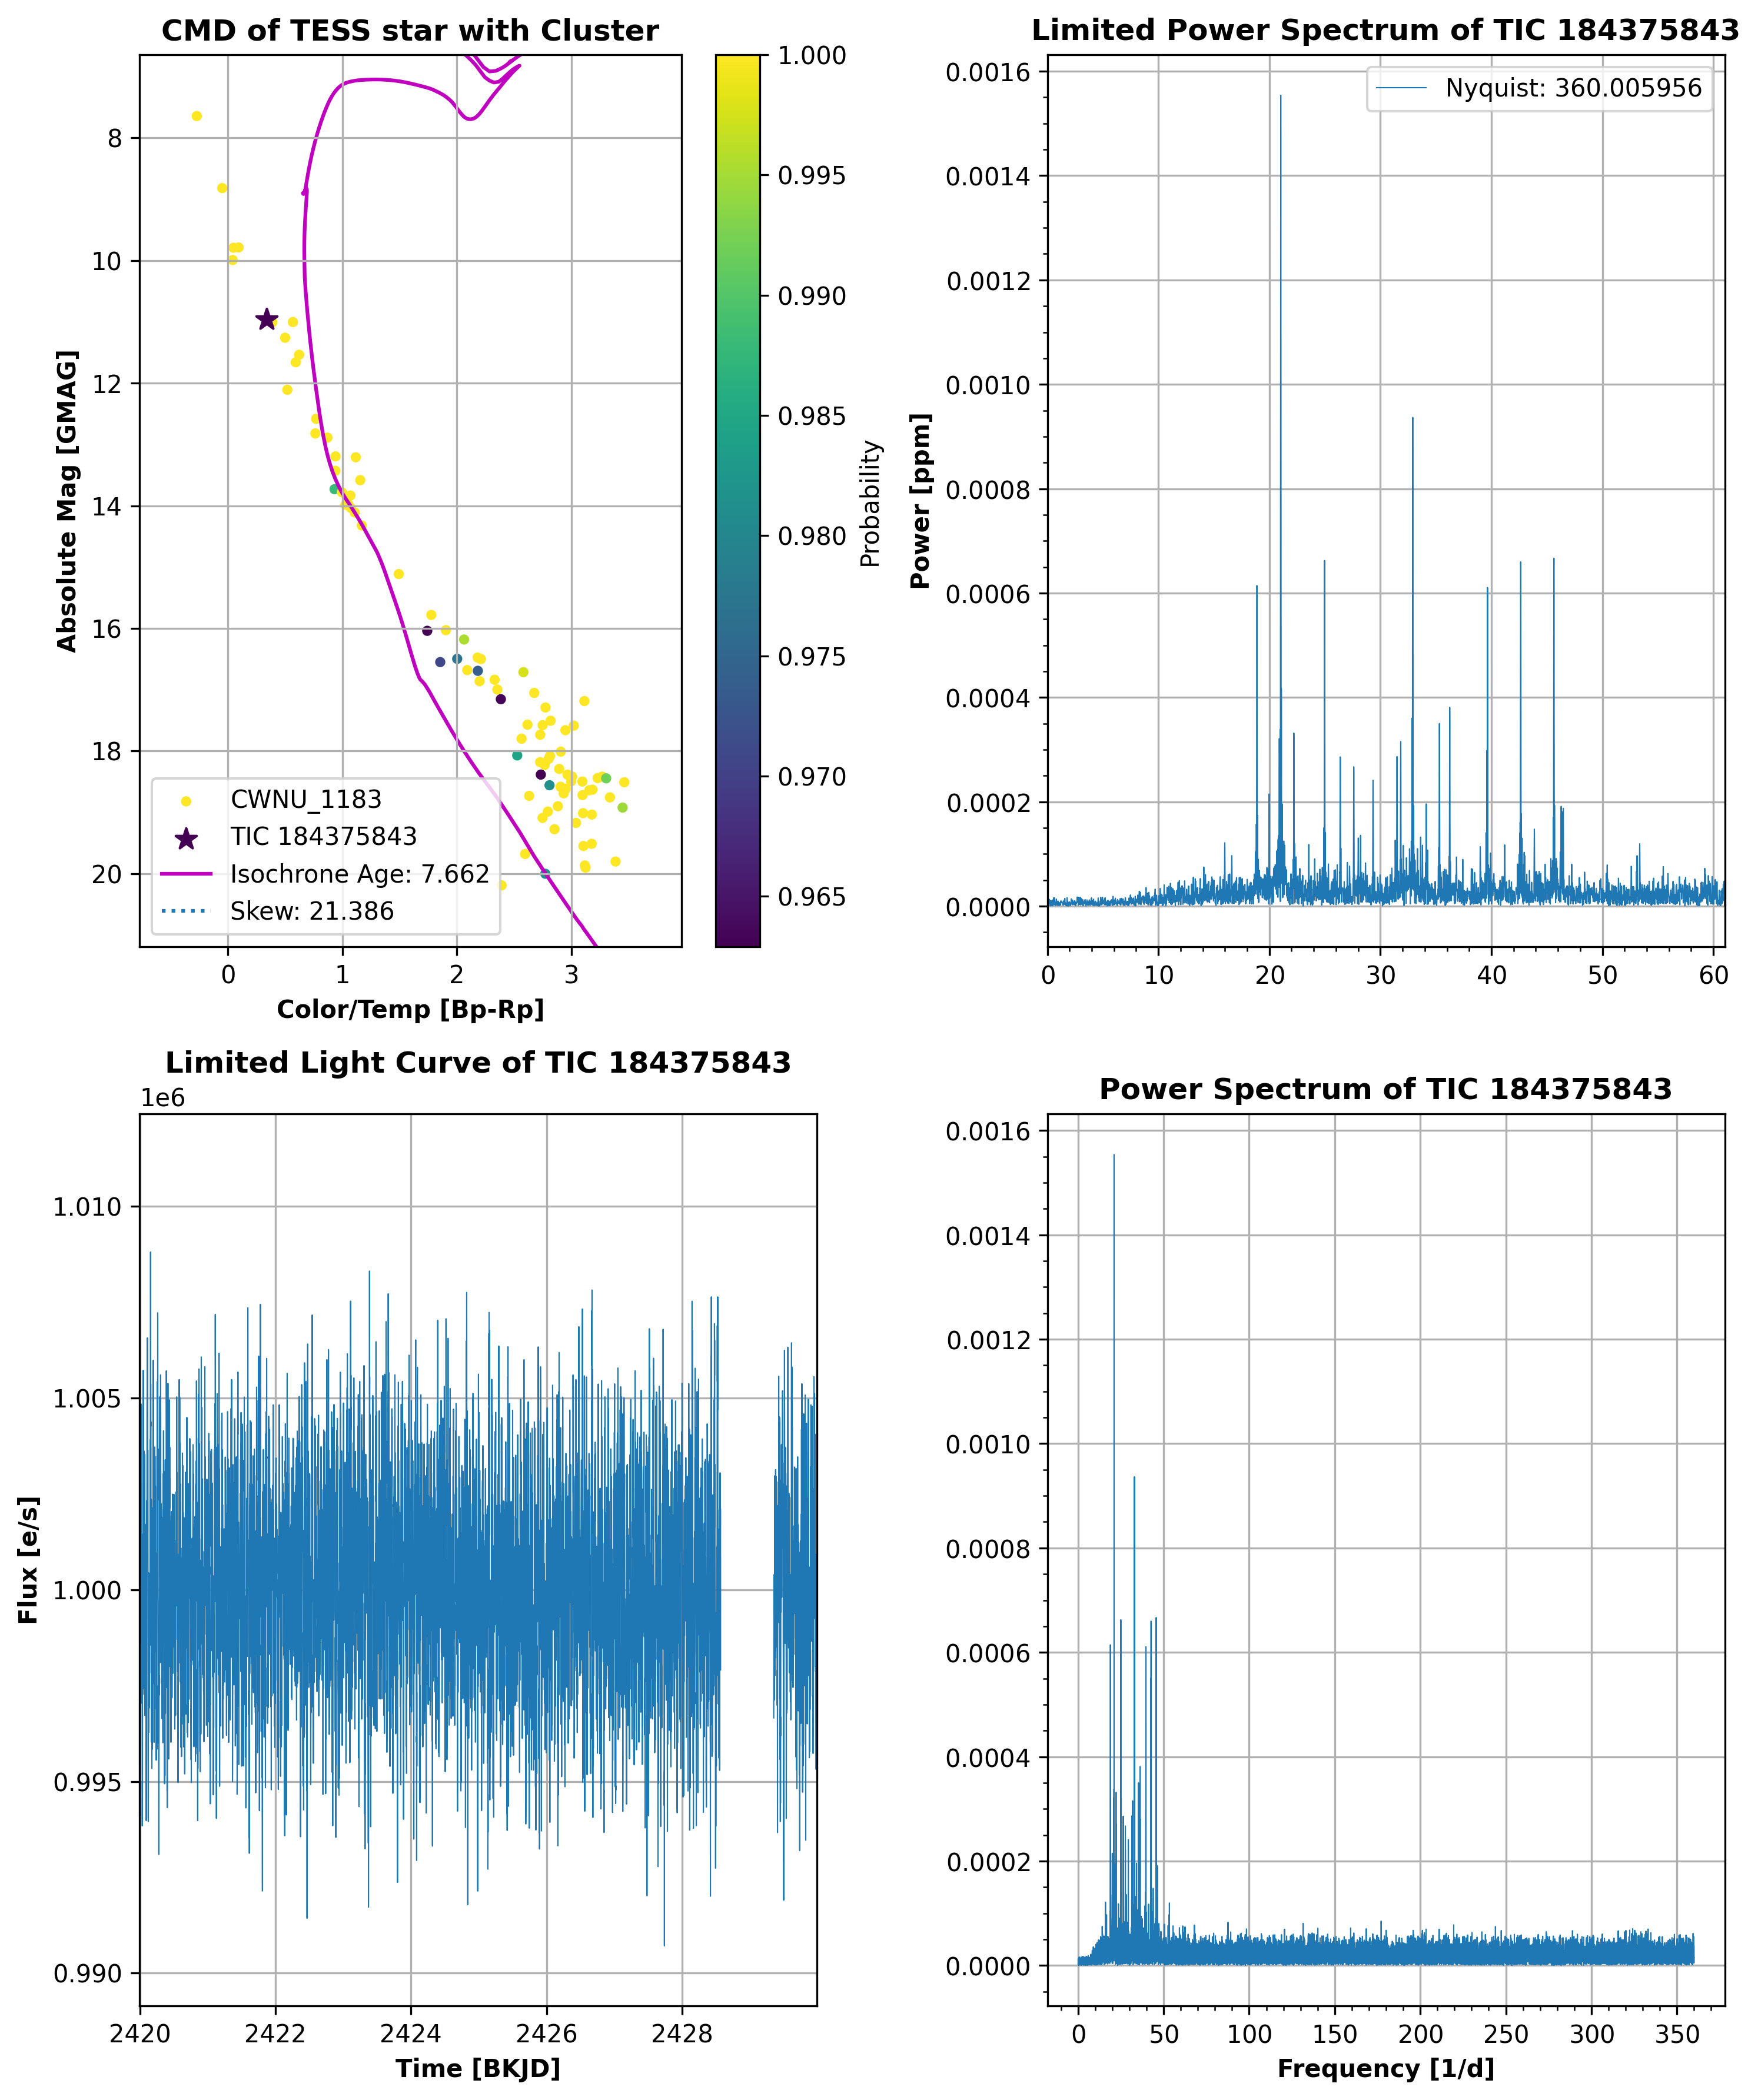 CMD of TESS star with Cluster
8
10
12
14
16
18
20
Absolute Mag [GMAG]
CWNU_1183
TIC 184375843
Isochrone Age: 7.662
Skew: 21.386
0 1 2 3
Color/Temp [Bp-Rp]
1.000
0.995
0.990
0.985
0.980
0.975
0.970
0.965
Probability
Limited Power Spectrum of TIC 184375843
Nyquist: 360.005956
0.0016
0.0014
0.0012
0.0010
0.0008
0.0006
0.0004
0.0002
0.0000
Power [ppm]
0 10 20 30 40 50 60
Limited Light Curve of TIC 184375843
1e6
1.010
1.005
1.000
0.995
0.990
Flux [e/s]
2420 2422 2424 2426 2428
Time [BKJD]
Power Spectrum of TIC 184375843
0.0016
0.0014
0.0012
0.0010
0.0008
0.0006
0.0004
0.0002
0.0000
0 50 100 150 200 250 300 350
Frequency [1/d]